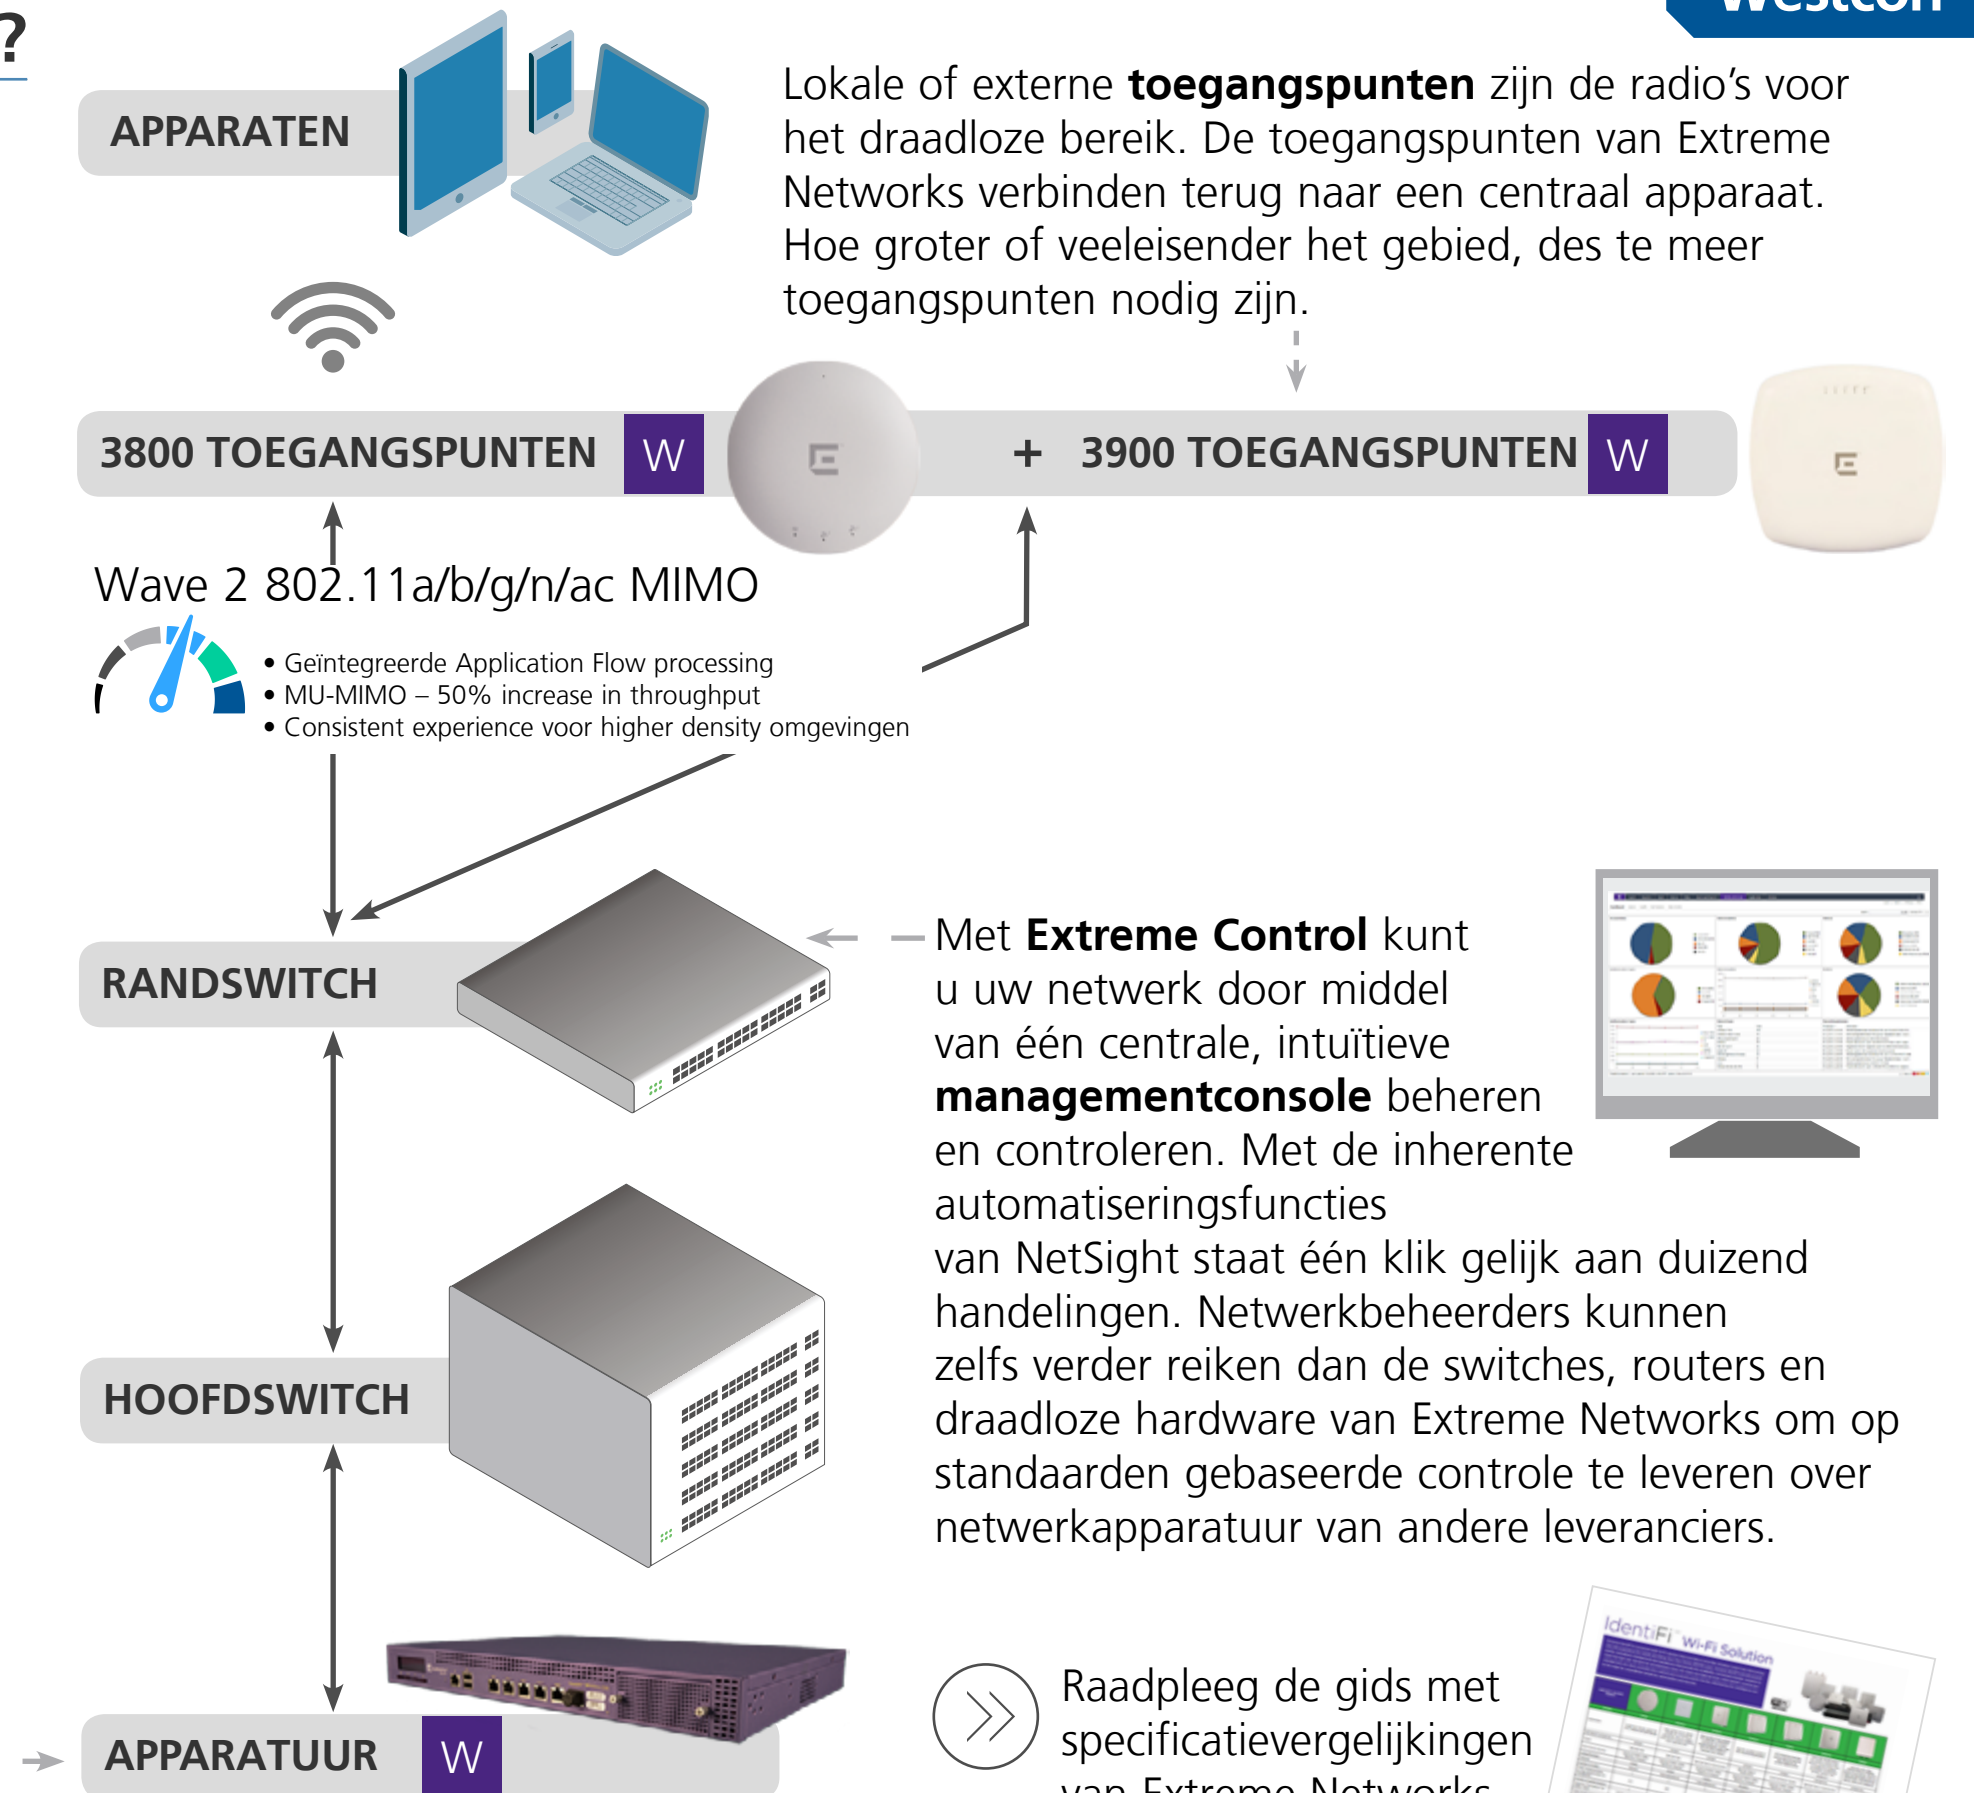 ?
Westcon
APPARATEN
Lokale of externe toegangspunten zijn de radio's voor
het draadloze bereik. De toegangspunten van Extreme
Networks verbinden terug naar een centraal apparaat.
Hoe groter of veeleisender het gebied, des te meer
toegangspunten nodig zijn.
3800 TOEGANGSPUNTEN W + 3900 TOEGANGSPUNTEN W
Wave 2 802.11a/b/g/n/ac MIMO
• Geïntegreerde Application Flow processing
• MU-MIMO – 50% increase in throughput
• Consistent experience voor higher density omgevingen
RANDSWITCH
Met Extreme Control kunt
u uw netwerk door middel
van één centrale, intuïtieve
managementconsole beheren
en controleren. Met de inherente
automatiseringsfuncties
van NetSight staat één klik gelijk aan duizend
handelingen. Netwerkbeheerders kunnen
zelfs verder reiken dan de switches, routers en
draadloze hardware van Extreme Networks om op
standaarden gebaseerde controle te leveren over
netwerkapparatuur van andere leveranciers.
HOOFDSWITCH
APPARATUUR W
Raadpleeg de gids met
specificatievergelijkingen
van Extreme Networks
IdentiFi™ Wi-Fi Solution